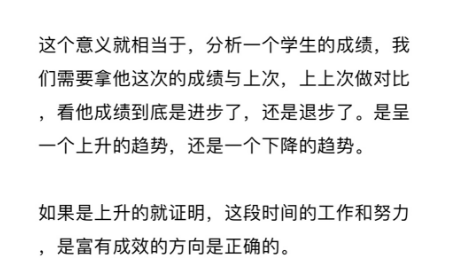 这个意义就相当于，分析一个学生的成绩，我
们需要拿他这次的成绩与上次，上上次做对比
，看他成绩到底是进步了，还是退步了。是呈
一个上升的趋势，还是一个下降的趋势。
如果是上升的就证明，这段时间的工作和努力
，是富有成效的方向是正确的。